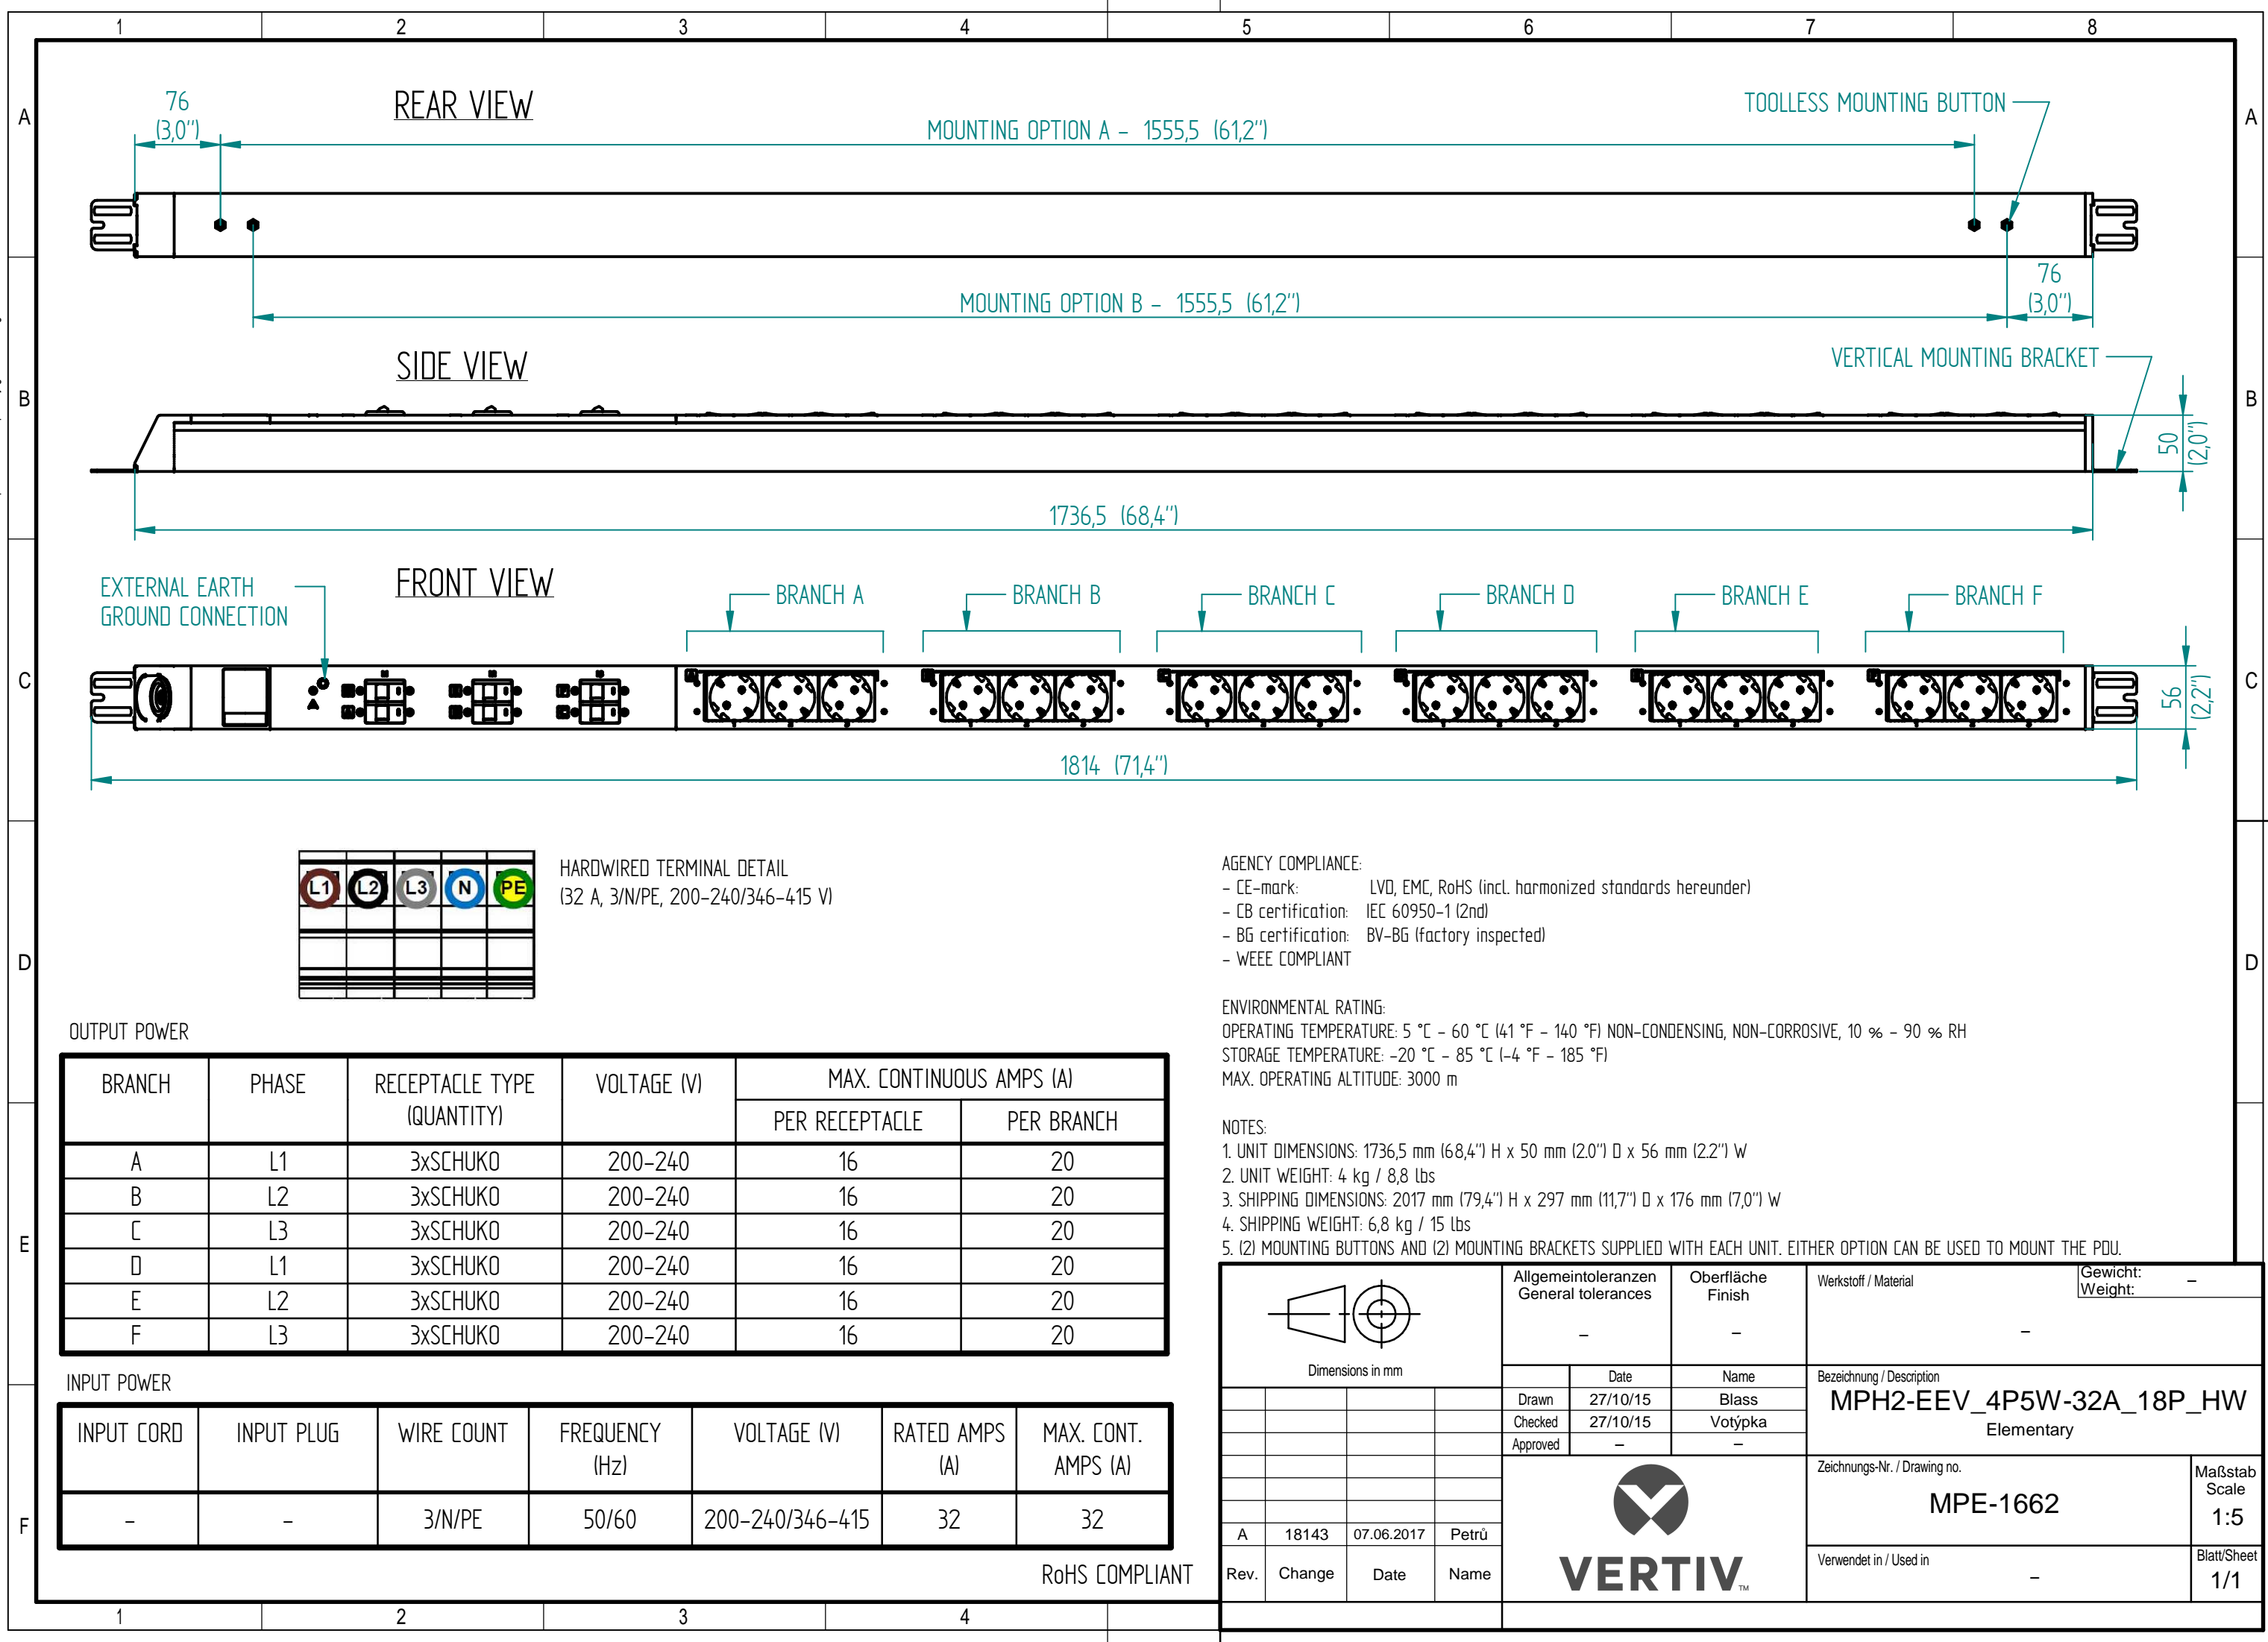 1 2 3 4 5 6 7 8
A A
REAR VIEW
76
(3,0'')
MOUNTING OPTION A - 1555,5 (61,2'')
TOOLLESS MOUNTING BUTTON
MOUNTING OPTION B - 1555,5 (61,2'')
76
(3,0'')
SIDE VIEW
VERTICAL MOUNTING BRACKET
B B
50
(2,0'')
1736,5 (68,4'')
FRONT VIEW
EXTERNAL EARTH
GROUND CONNECTION
BRANCH A BRANCH B BRANCH C BRANCH D BRANCH E BRANCH F
C C
56
(2,2'')
1814 (71,4'')
L1 L2 L3 N PE
HARDWIRED TERMINAL DETAIL
(32 A, 3/N/PE, 200-240/346-415 V)
AGENCY COMPLIANCE:
- CE-mark: LVD, EMC, RoHS (incl. harmonized standards hereunder)
- CB certification: IEC 60950-1 (2nd)
- BG certification: BV-BG (factory inspected)
- WEEE COMPLIANT
D D
ENVIRONMENTAL RATING:
OPERATING TEMPERATURE: 5 °C - 60 °C (41 °F - 140 °F) NON-CONDENSING, NON-CORROSIVE, 10 % - 90 % RH
STORAGE TEMPERATURE: -20 °C - 85 °C (-4 °F - 185 °F)
MAX. OPERATING ALTITUDE: 3000 m
NOTES:
1. UNIT DIMENSIONS: 1736,5 mm (68,4'') H x 50 mm (2.0'') D x 56 mm (2.2'') W
2. UNIT WEIGHT: 4 kg / 8,8 lbs
3. SHIPPING DIMENSIONS: 2017 mm (79,4'') H x 297 mm (11,7'') D x 176 mm (7,0'') W
4. SHIPPING WEIGHT: 6,8 kg / 15 lbs
5. (2) MOUNTING BUTTONS AND (2) MOUNTING BRACKETS SUPPLIED WITH EACH UNIT. EITHER OPTION CAN BE USED TO MOUNT THE PDU.
OUTPUT POWER
BRANCH PHASE RECEPTACLE TYPE VOLTAGE (V) MAX. CONTINUOUS AMPS (A)
(QUANTITY) PER RECEPTACLE PER BRANCH
A L1 3xSCHUKO 200-240 16 20
B L2 3xSCHUKO 200-240 16 20
C L3 3xSCHUKO 200-240 16 20
D L1 3xSCHUKO 200-240 16 20
E L2 3xSCHUKO 200-240 16 20
F L3 3xSCHUKO 200-240 16 20
E E
INPUT POWER
INPUT CORD INPUT PLUG WIRE COUNT FREQUENCY VOLTAGE (V) RATED AMPS MAX. CONT.
(Hz) (A) AMPS (A)
- - 3/N/PE 50/60 200-240/346-415 32 32
RoHS COMPLIANT
F
Dimensions in mm
Allgemeintoleranzen
General tolerances
-
Oberfläche
Finish
-
Werkstoff / Material
-
Gewicht: -
Weight:
Date Name
Drawn 27/10/15 Blass
Checked 27/10/15 Votýpka
Approved - -
Bezeichnung / Description
MPH2-EEV_4P5W-32A_18P_HW
Elementary
Zeichnungs-Nr. / Drawing no.
MPE-1662
Maßstab
Scale
1:5
Verwendet in / Used in
-
Blatt/Sheet
1/1
A 18143 07.06.2017 Petrů
Rev. Change Date Name
VERTIV™
1 2 3 4